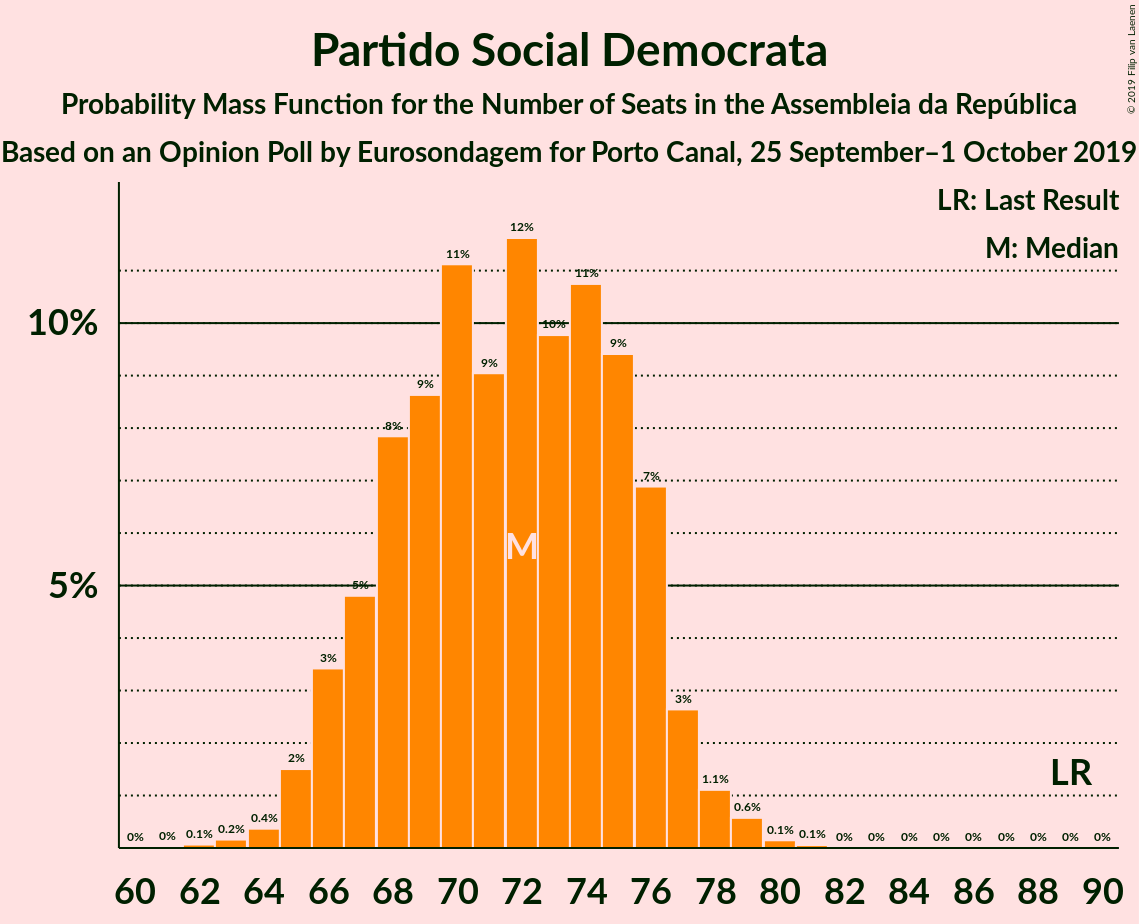 Partido Social Democrata
Probability Mass Function for the Number of Seats in the Assembleia da República
Based on an Opinion Poll by Eurosondagem for Porto Canal, 25 September–1 October 2019
© 2019 Filip van Laenen
LR: Last Result
M: Median
10%
5%
0% 0% 0.1% 0.2% 0.4% 2% 3% 5% 8% 9% 11% 9% 12% 10% 11% 9% 7% 3% 1.1% 0.6% 0.1% 0.1% 0% 0% 0% 0% 0% 0% 0% 0% 0%
M
LR
60 62 64 66 68 70 72 74 76 78 80 82 84 86 88 90